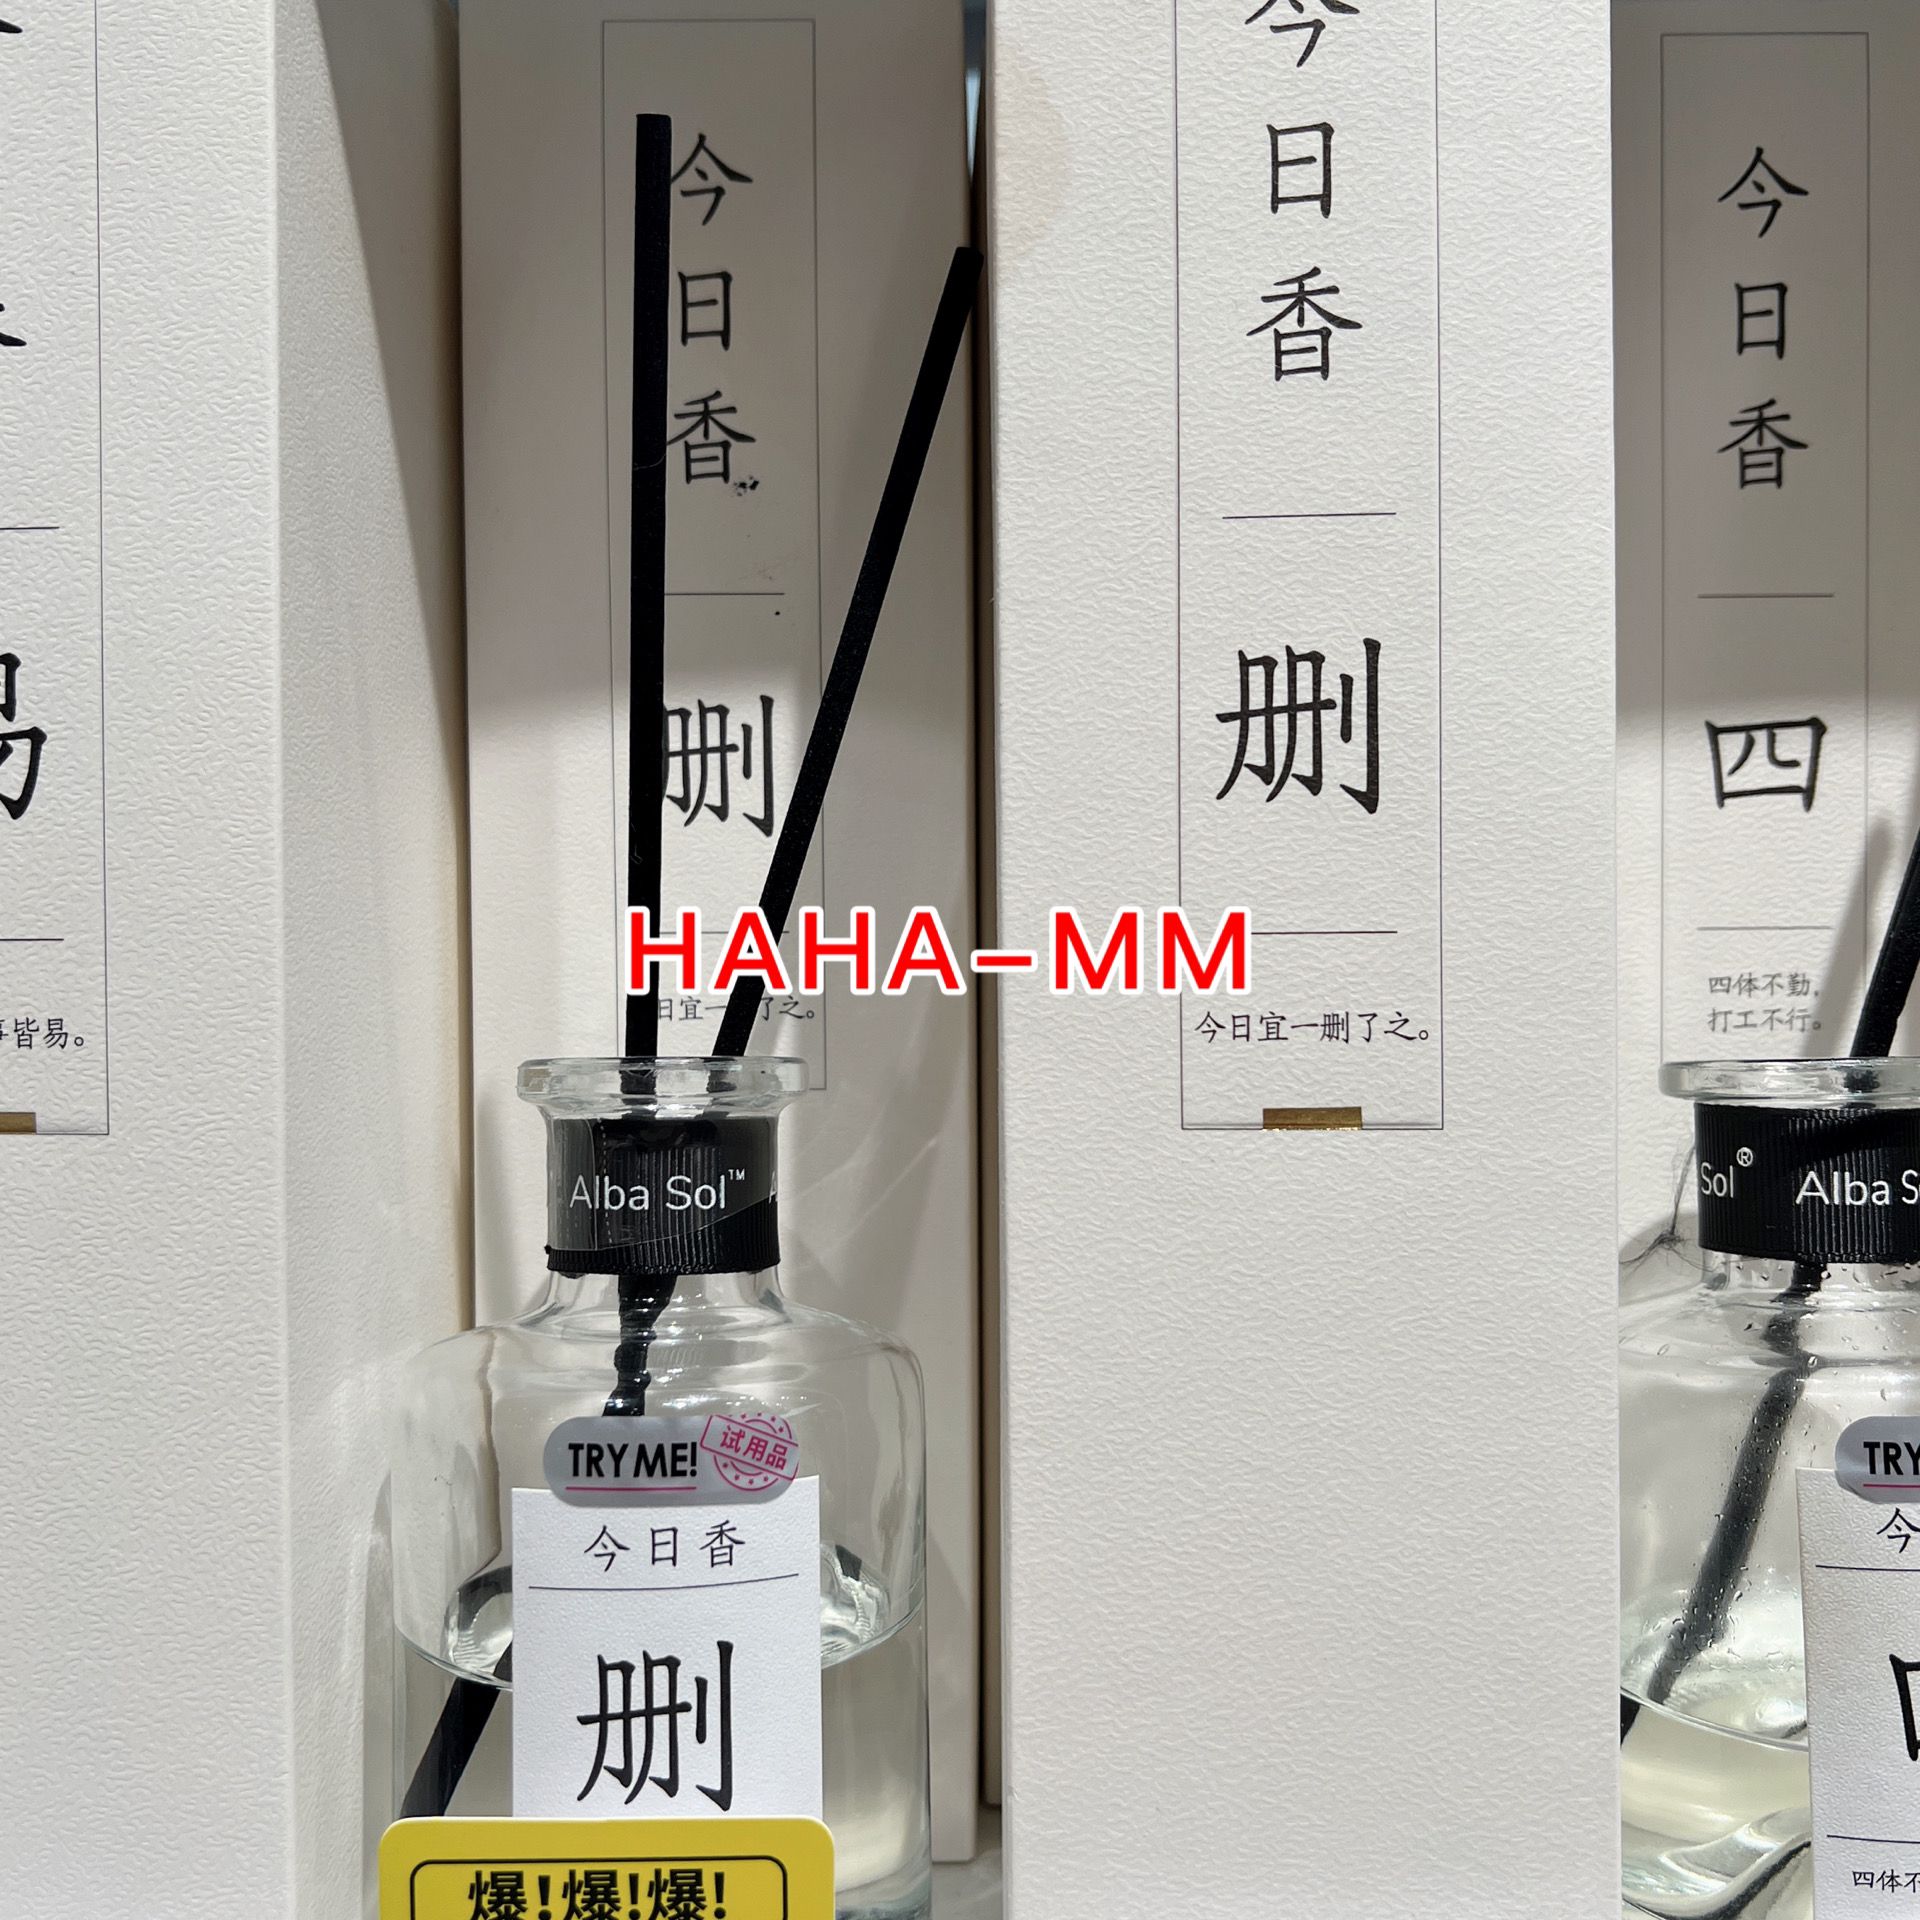 易
事皆易。
今
日
香
删
日宜一 了之。
今
日
香
删
今日宜一删了之。
今
日
香
四
四体不勤,
打工不行。
HAHA-MM
Alba Sol™
Sol®
Alba S
TRY ME!
试用品
今日香
删
爆!爆!爆!
TRY
今
四体不